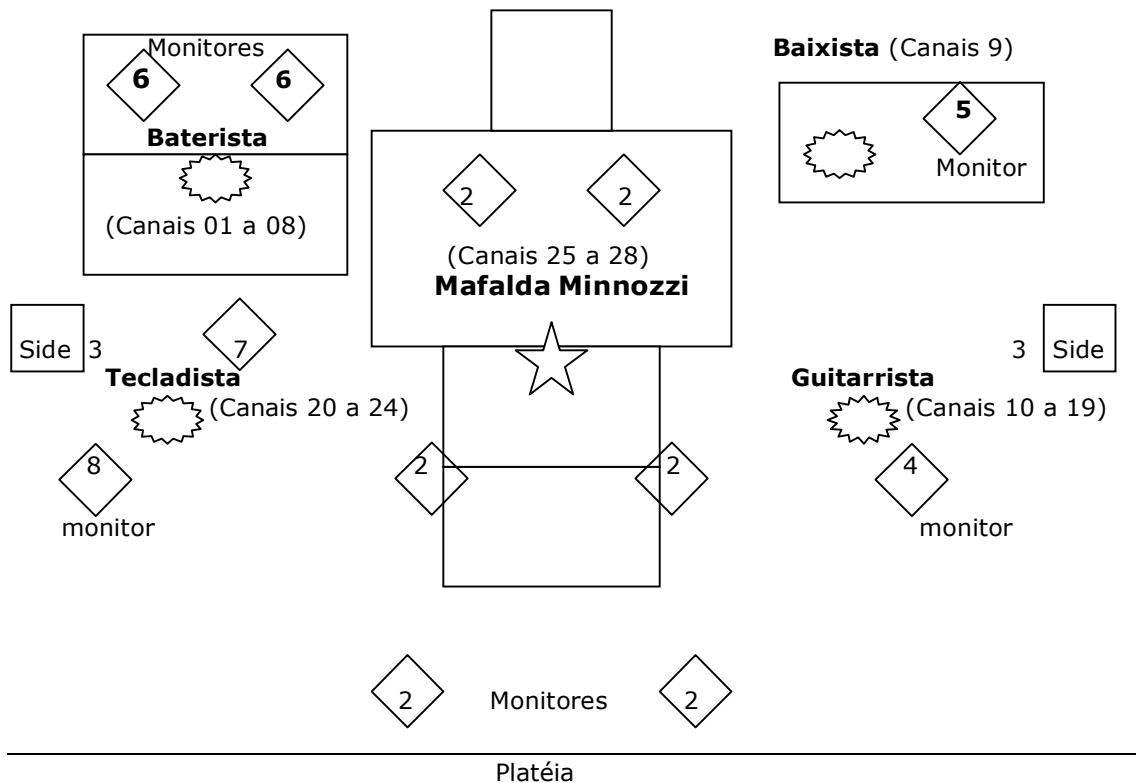 Monitores
6
6
Baterista
(Canais 01 a 08)
Baixista (Canais 9)
5
Monitor
2
2
(Canais 25 a 28)
Mafalda Minnozzi
Side 3
7
Tecladista
(Canais 20 a 24)
8
monitor
3 Side
Guitarrista
(Canais 10 a 19)
4
monitor
2
2
2
Monitores
2
Platéia